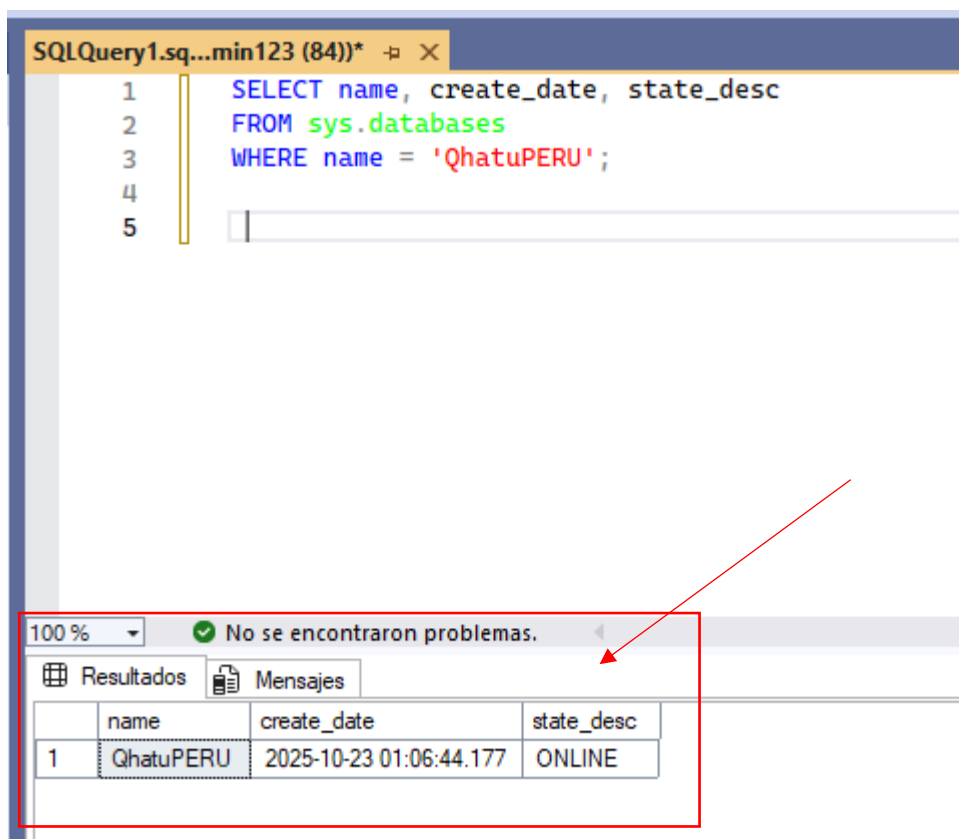 SQLQuery1.sq...min123 (84))*
1 SELECT name, create_date, state_desc
2 FROM sys.databases
3 WHERE name = 'QhatuPERU';
4
5
100 % No se encontraron problemas.
Resultados Mensajes
name create_date state_desc
1 QhatuPERU 2025-10-23 01:06:44.177 ONLINE